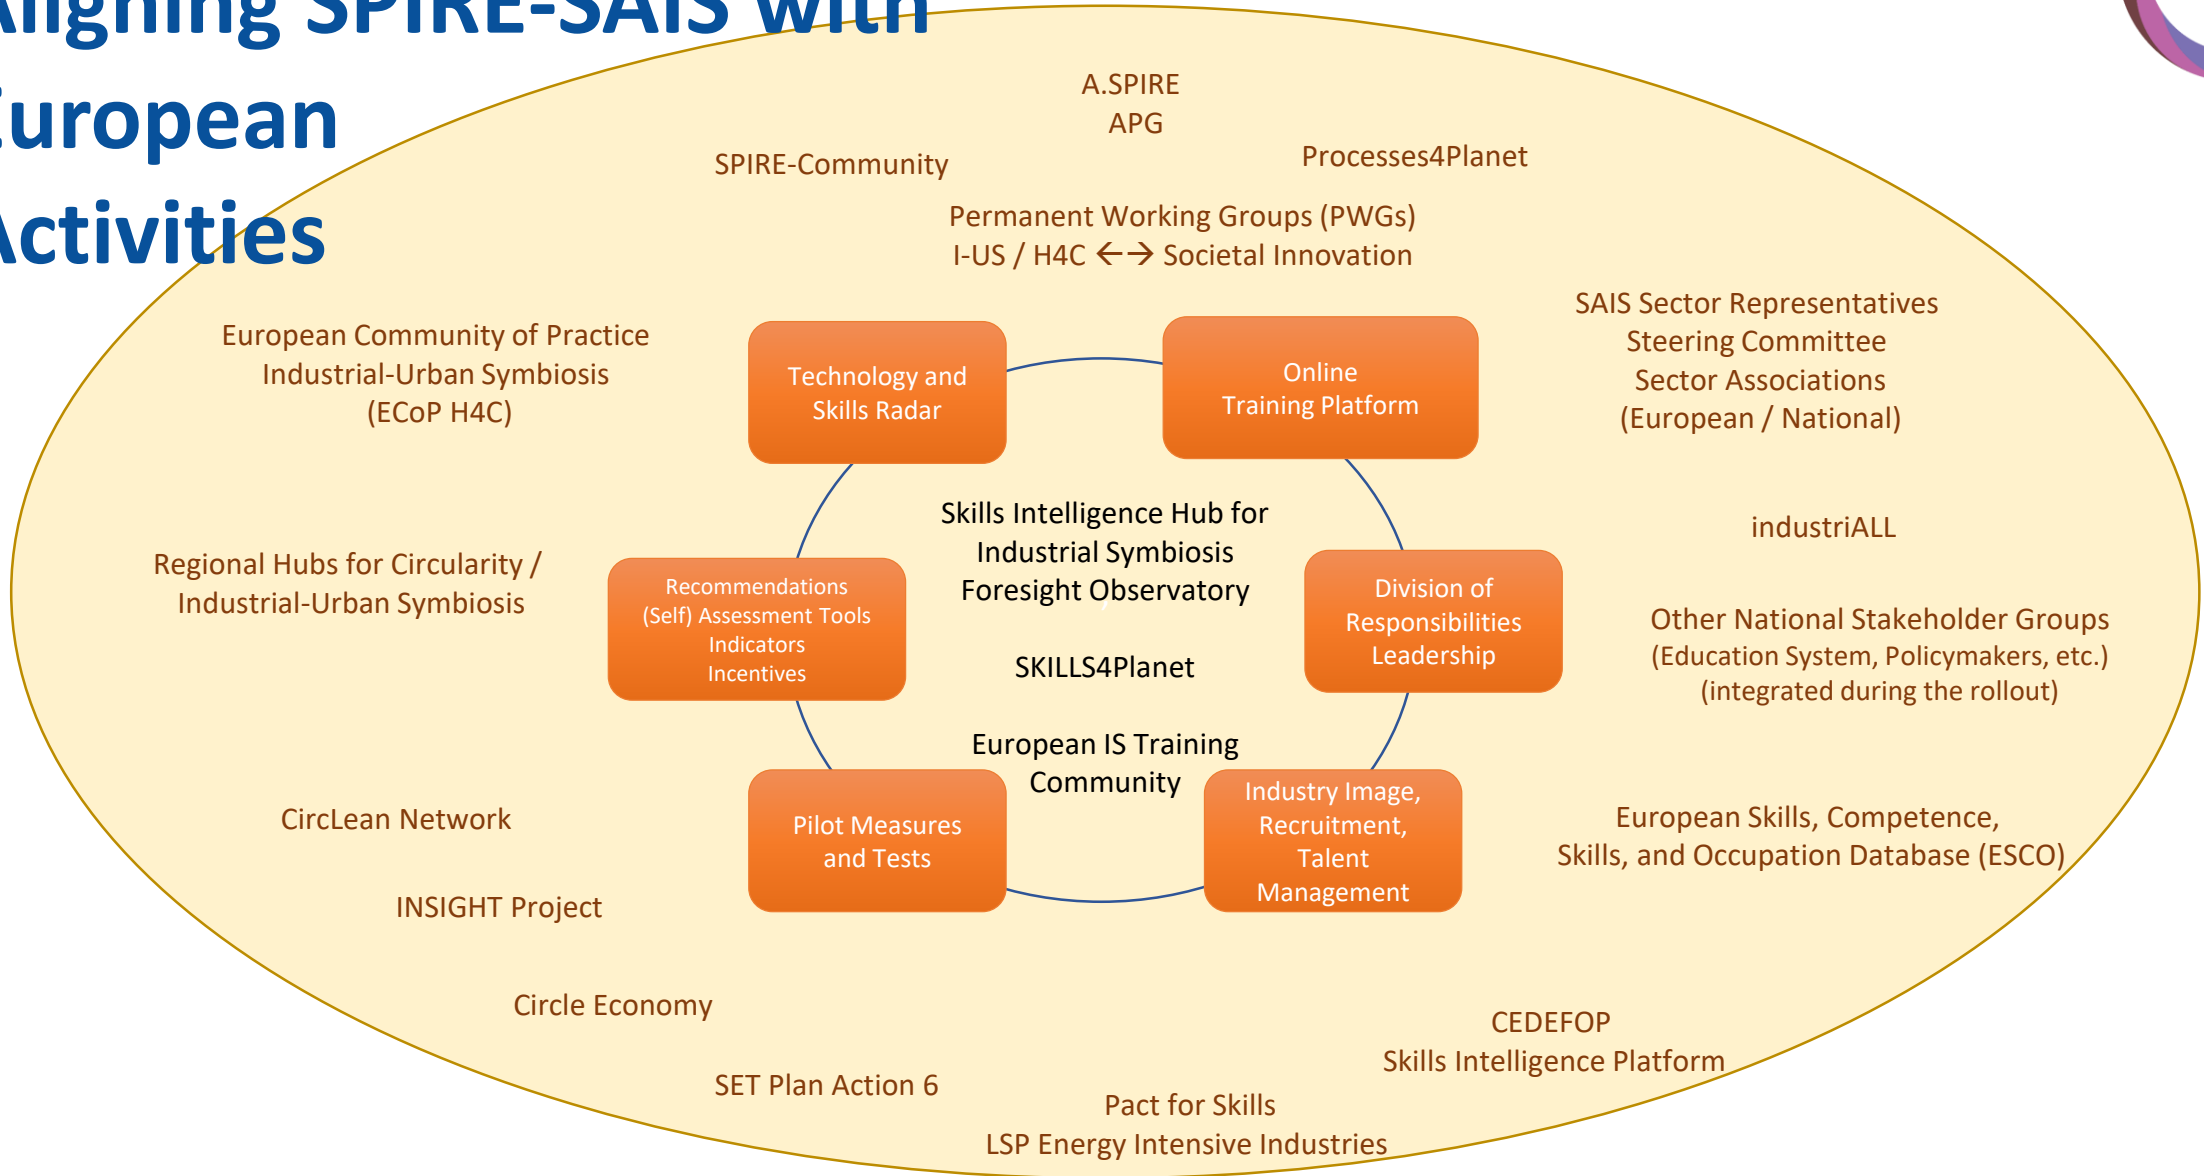 Aligning SPIRE-SAIS with
European
Activities
A.SPIRE
APG
SPIRE-Community
Processes4Planet
Permanent Working Groups (PWGs)
I-US / H4C ←→ Societal Innovation
European Community of Practice
Industrial-Urban Symbiosis
(ECoP H4C)
SAIS Sector Representatives
Steering Committee
Sector Associations
(European / National)
Technology and
Skills Radar
Online
Training Platform
Skills Intelligence Hub for
Industrial Symbiosis
Foresight Observatory
SKILLS4Planet
European IS Training
Community
Regional Hubs for Circularity /
Industrial-Urban Symbiosis
Recommendations
(Self) Assessment Tools
Indicators
Incentives
Division of
Responsibilities
Leadership
industriALL
Other National Stakeholder Groups
(Education System, Policymakers, etc.)
(integrated during the rollout)
Pilot Measures
and Tests
Industry Image,
Recruitment,
Talent
Management
CircLean Network
European Skills, Competence,
Skills, and Occupation Database (ESCO)
INSIGHT Project
Circle Economy
CEDEFOP
Skills Intelligence Platform
SET Plan Action 6
Pact for Skills
LSP Energy Intensive Industries